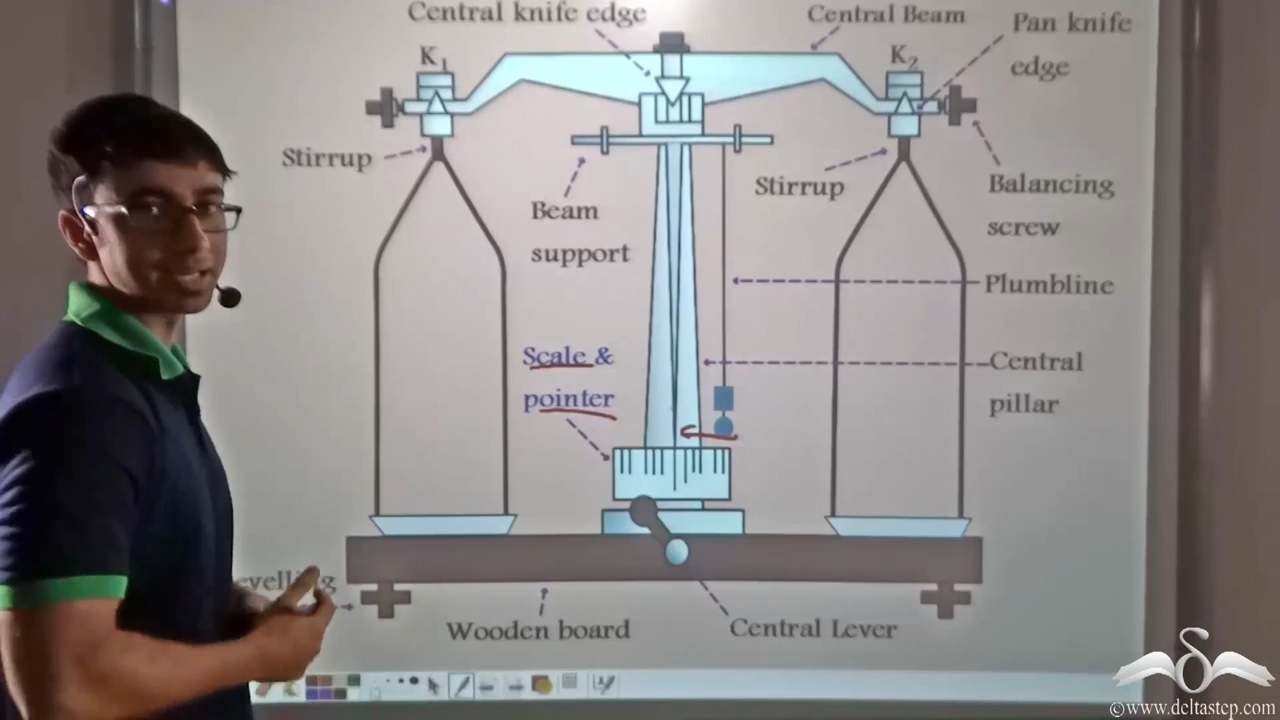 Central knife edge
Central Beam
Pan knife
edge
K1
K2
Stirrup
Stirrup
Balancing
screw
Beam
support
Plumbline
Scale &
pointer
Central
pillar
evelling
Wooden board
Central Lever
©www.deltastep.com